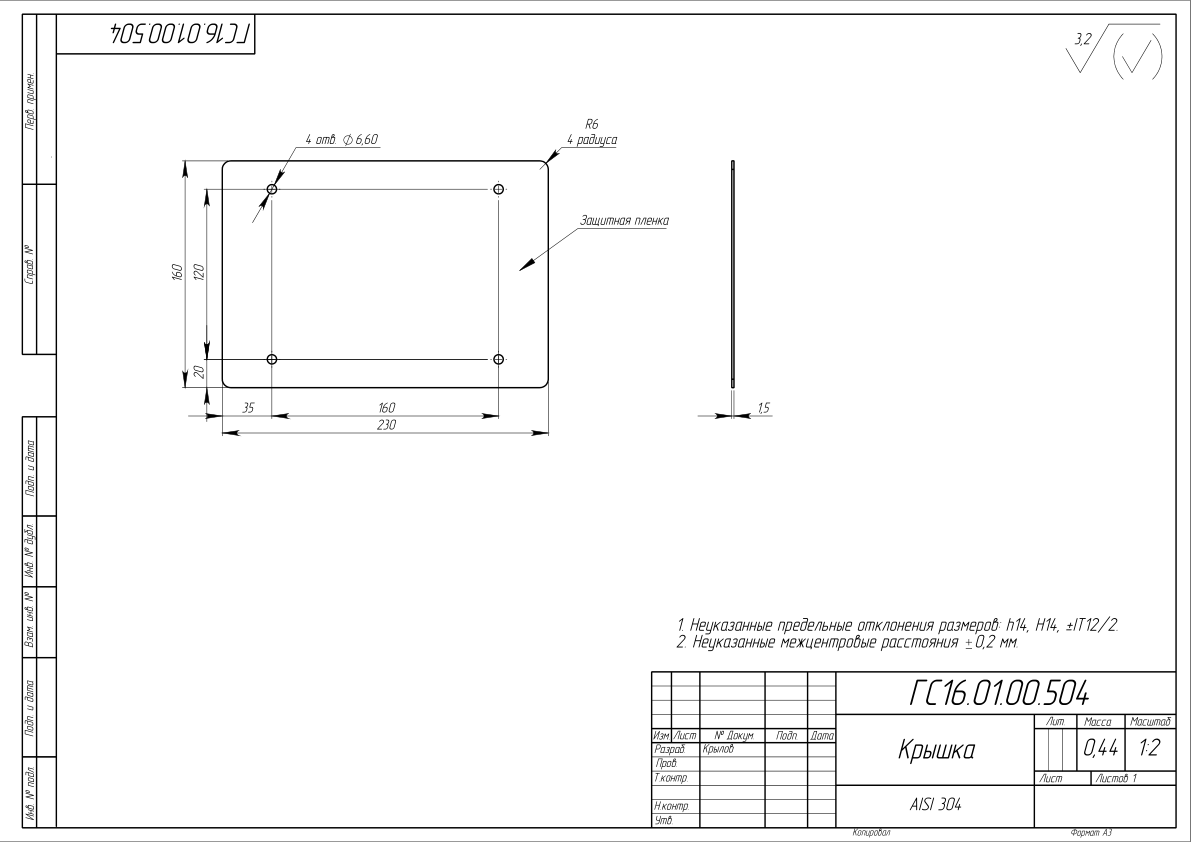 ГС16.01.00.504
3,2
R6
4 отв. ∅ 6,60
4 радиуса
Защитная пленка
160
120
20
35
160
230
1,5
Перв. примен.
Справ. №
Подп. и дата
Инв. № дубл.
Взам. инв. №
Подп. и дата
Инв. № подл.
1. Неуказанные предельные отклонения размеров: h14, H14, ±IT12/2.
2. Неуказанные межцентровые расстояния ±0,2 мм.
ГС16.01.00.504
Изм. Лист № Докум. Подп. Дата
Разраб. Крылов
Пров.
Т.контр.
Н.контр.
Утв.
Крышка
Лит. Масса Масштаб
0,44 1:2
Лист Листов 1
AISI 304
Копировал Формат А3